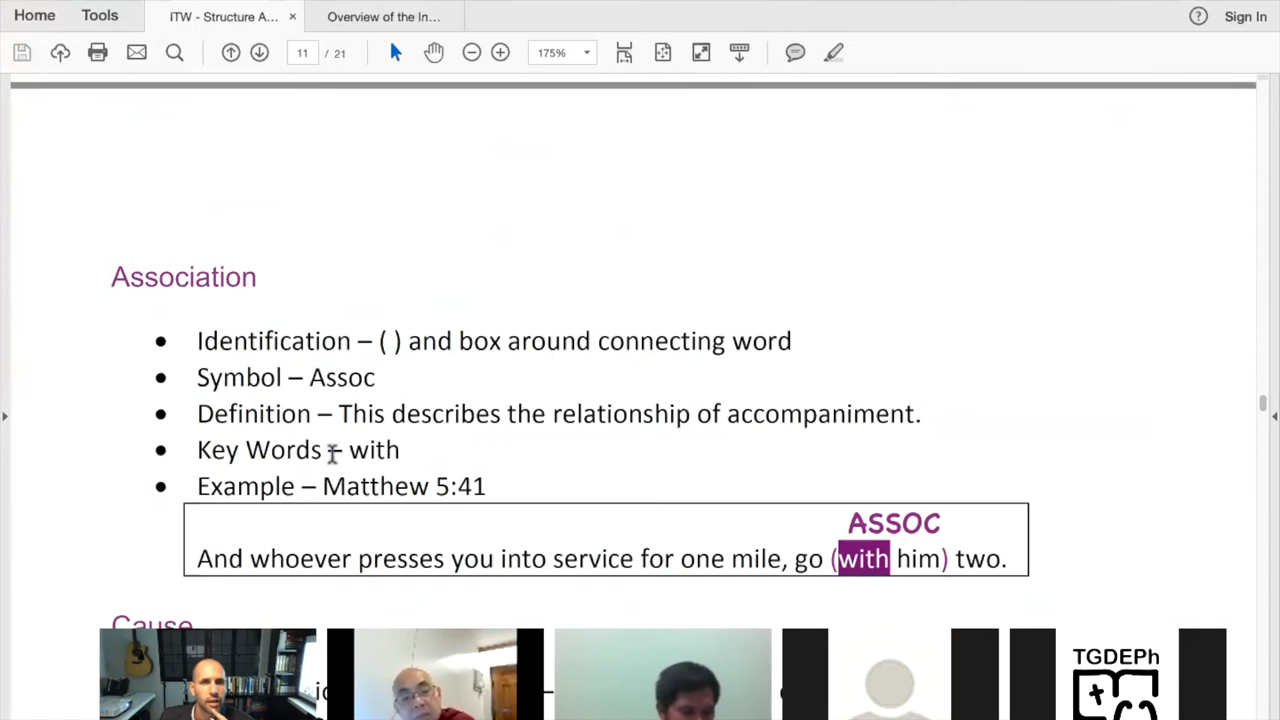 Home Tools ITW - Structure A... × Overview of the In... ? Sign In
11 / 21 175%
Association
• Identification – ( ) and box around connecting word
• Symbol – Assoc
• Definition – This describes the relationship of accompaniment.
• Key Words – with
• Example – Matthew 5:41
ASSOC
And whoever presses you into service for one mile, go (with him) two.
Cause
TGDEPh